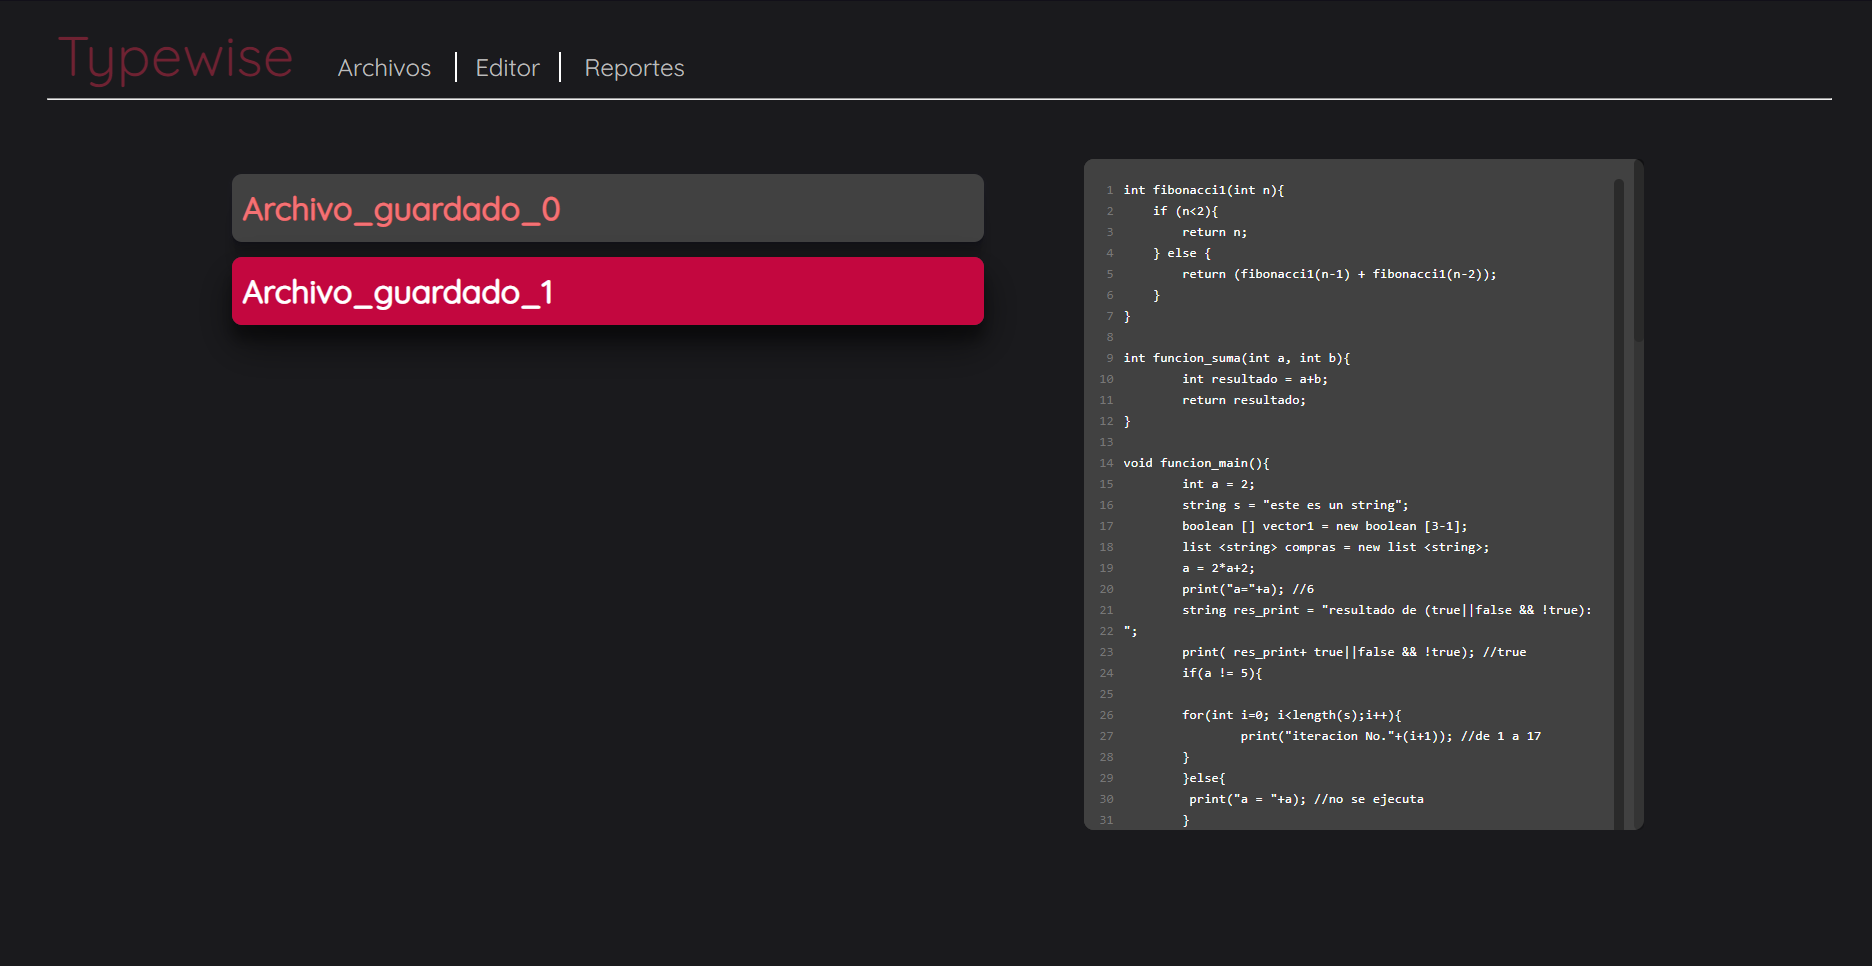 Typewise
Archivos | Editor | Reportes
Archivo_guardado_0
Archivo_guardado_1
1 int fibonacci1(int n){
2     if (n<2){
3         return n;
4     } else {
5         return (fibonacci1(n-1) + fibonacci1(n-2));
6     }
7 }
8
9 int funcion_suma(int a, int b){
10         int resultado = a+b;
11         return resultado;
12 }
13
14 void funcion_main(){
15         int a = 2;
16         string s = "este es un string";
17         boolean [] vector1 = new boolean [3-1];
18         list <string> compras = new list <string>;
19         a = 2*a+2;
20         print("a="+a); //6
21         string res_print = "resultado de (true||false && !true):
22 ";
23         print( res_print+ true||false && !true); //true
24         if(a != 5){
25
26         for(int i=0; i<length(s);i++){
27                 print("iteracion No."+(i+1)); //de 1 a 17
28         }
29         }else{
30          print("a = "+a); //no se ejecuta
31         }